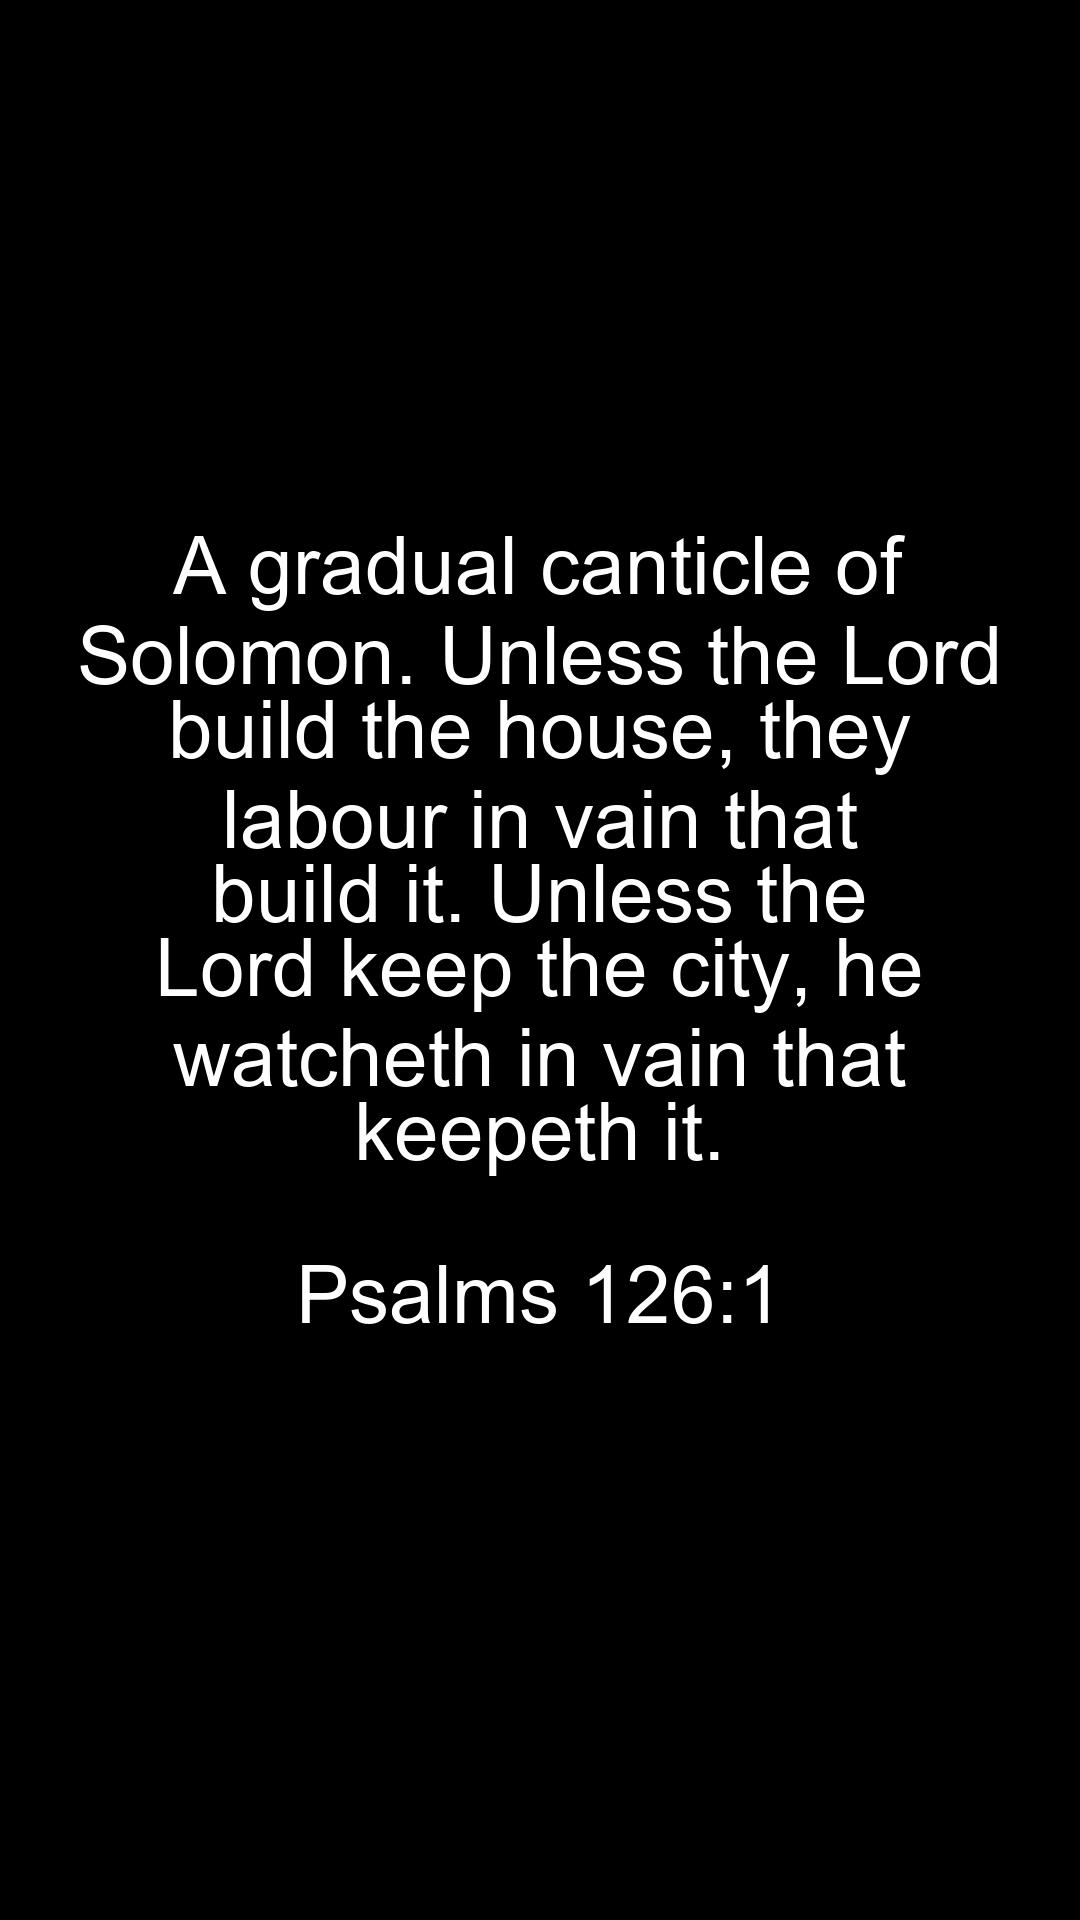 A gradual canticle of
Solomon. Unless the Lord
build the house, they
labour in vain that
build it. Unless the
Lord keep the city, he
watcheth in vain that
keepeth it.
Psalms 126:1